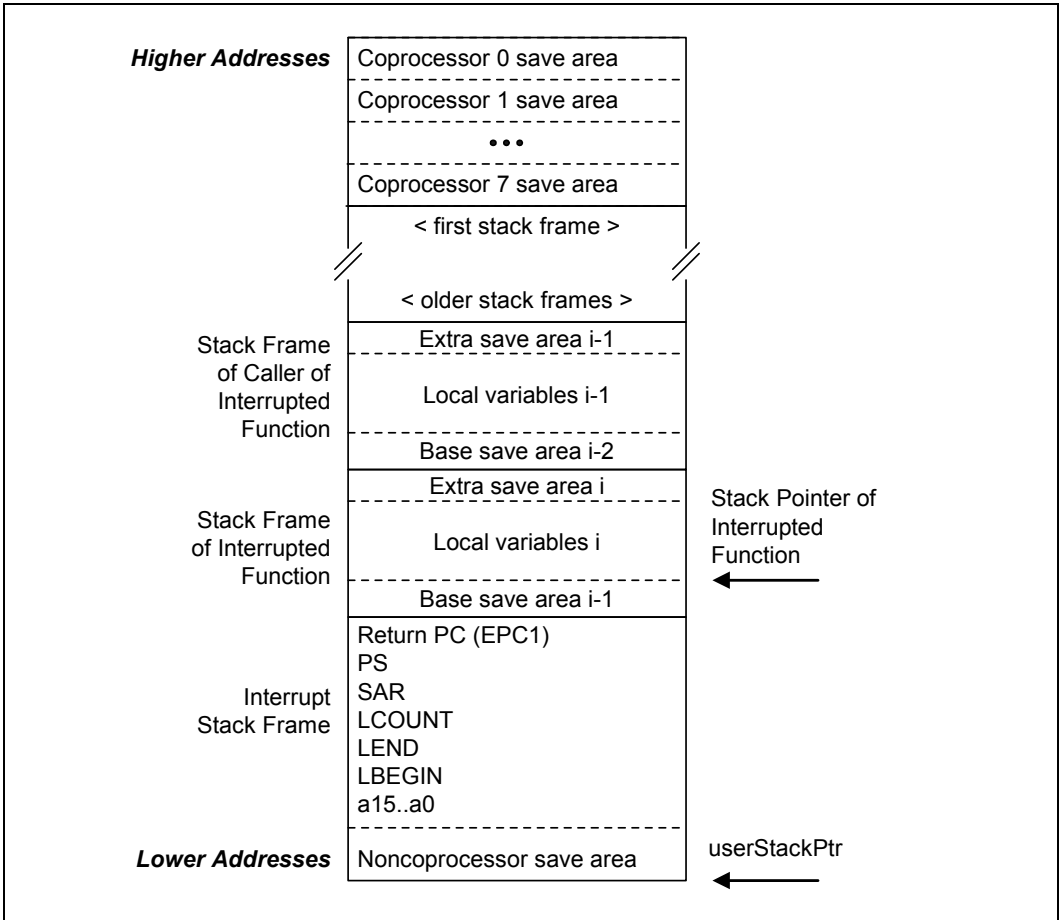 Higher Addresses
Coprocessor 0 save area
Coprocessor 1 save area
•••
Coprocessor 7 save area
< first stack frame >
< older stack frames >
Stack Frame
of Caller of
Interrupted
Function
Extra save area i-1
Local variables i-1
Base save area i-2
Stack Frame
of Interrupted
Function
Extra save area i
Local variables i
Base save area i-1
Stack Pointer of
Interrupted
Function
Interrupt
Stack Frame
Return PC (EPC1)
PS
SAR
LCOUNT
LEND
LBEGIN
a15..a0
Lower Addresses
Noncoprocessor save area
userStackPtr